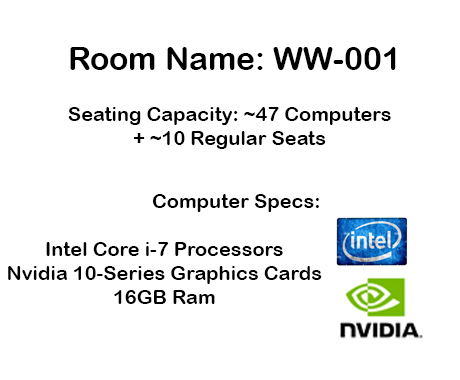 Room Name: WW-001
Seating Capacity: ~47 Computers
+ ~10 Regular Seats
Computer Specs:
Intel Core i-7 Processors
Nvidia 10-Series Graphics Cards
16GB Ram
intel
NVIDIA.